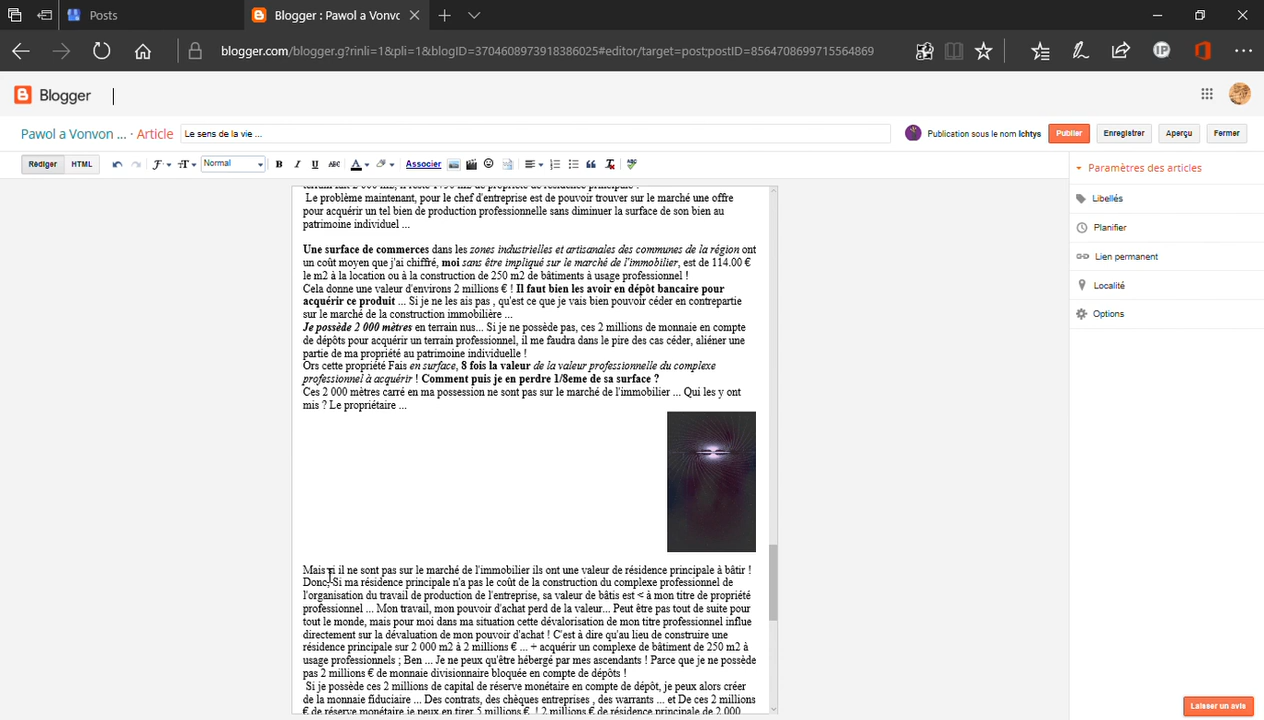 Posts
Blogger : Pawol a Vonvo
blogger.com/blogger.g?rinli=1&pli=1&blogID=3704608973918386025#editor/target=post;postID=8564708699715564869
Blogger
Pawol a Vonvon ... · Article Le sens de la vie ... Publication sous le nom Ichtys Publier Enregistrer Aperçu Fermer
Rédiger HTML Normal B I U ABC A Associer
Paramètres des articles
Libellés
Planifier
Lien permanent
Localité
Options
Le problème maintenant, pour le chef d'entreprise est de pouvoir trouver sur le marché une offre
pour acquérir un tel bien de production professionnelle sans diminuer la surface de son bien au
patrimoine individuel ...
Une surface de commerces dans les zones industrielles et artisanales des communes de la région ont
un coût moyen que j'ai chiffré, moi sans être impliqué sur le marché de l'immobilier, est de 114.00 €
le m2 à la location ou à la construction de 250 m2 de bâtiments à usage professionnel !
Cela donne une valeur d'environs 2 millions € ! Il faut bien les avoir en dépôt bancaire pour
acquérir ce produit ... Si je ne les ais pas , qu'est ce que je vais bien pouvoir céder en contrepartie
sur le marché de la construction immobilière ...
Je possède 2 000 mètres en terrain nus... Si je ne possède pas, ces 2 millions de monnaie en compte
de dépôts pour acquérir un terrain professionnel, il me faudra dans le pire des cas céder, aliéner une
partie de ma propriété au patrimoine individuelle !
Ors cette propriété Fais en surface, 8 fois la valeur de la valeur professionnelle du complexe
professionnel à acquérir ! Comment puis je en perdre 1/8eme de sa surface ?
Ces 2 000 mètres carré en ma possession ne sont pas sur le marché de l'immobilier ... Qui les y ont
mis ? Le propriétaire ...
Mais si il ne sont pas sur le marché de l'immobilier ils ont une valeur de résidence principale à bâtir !
Donc, Si ma résidence principale n'a pas le coût de la construction du complexe professionnel de
l'organisation du travail de production de l'entreprise, sa valeur de bâtis est < à mon titre de propriété
professionnel ... Mon travail, mon pouvoir d'achat perd de la valeur... Peut être pas tout de suite pour
tout le monde, mais pour moi dans ma situation cette dévalorisation de mon titre professionnel influe
directement sur la dévaluation de mon pouvoir d'achat ! C'est à dire qu'au lieu de construire une
résidence principale sur 2 000 m2 à 2 millions € ... + acquérir un complexe de bâtiment de 250 m2 à
usage professionnels ; Ben ... Je ne peux qu'être hébergé par mes ascendants ! Parce que je ne possède
pas 2 millions € de monnaie divisionnaire bloquée en compte de dépôts !
Si je possède ces 2 millions de capital de réserve monétaire en compte de dépôt, je peux alors créer
de la monnaie fiduciaire ... Des contrats, des chèques entreprises , des warrants ... et De ces 2 millions
€ de réserve monétaire je peux en tirer 5 millions € ! 2 millions € de résidence principale de 2 000
Laisser un avis